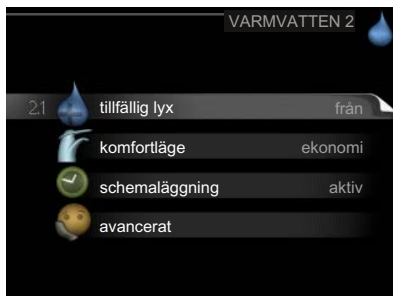 VARMVATTEN 2
2.1 tillfällig lyx från
komfortläge ekonomi
schemaläggning aktiv
avancerat